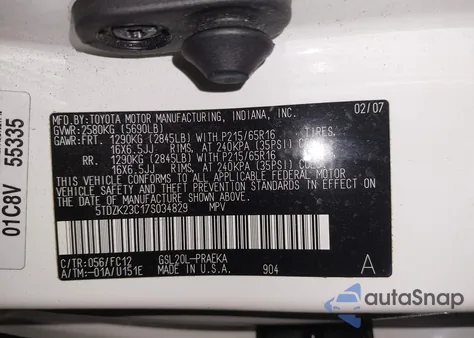 MFD.BY:TOYOTA MOTOR MANUFACTURING, INDIANA, INC. 02/07
GVWR:2580KG (5690LB)
GAWR:FRT. 1290KG (2845LB) WITH P215/65R16 TIRES,
16X6.5JJ RIMS, AT 240KPA (35PSI) COLD
RR. 1290KG (2845LB) WITH P215/65R16 TIRES,
16X6.5JJ RIMS, AT 240KPA (35PSI) COLD
THIS VEHICLE CONFORMS TO ALL APPLICABLE FEDERAL MOTOR
VEHICLE SAFETY, BUMPER, AND THEFT PREVENTION STANDARDS IN
EFFECT ON THE DATE OF MANUFACTURE SHOWN ABOVE.
5TDZK23C17S034829 MPV
C/TR:056/FC12 GSL20L-PRAEKA
A/TM:-01A/U151E MADE IN U.S.A. 904 A
01C8V 55335
autoSnap